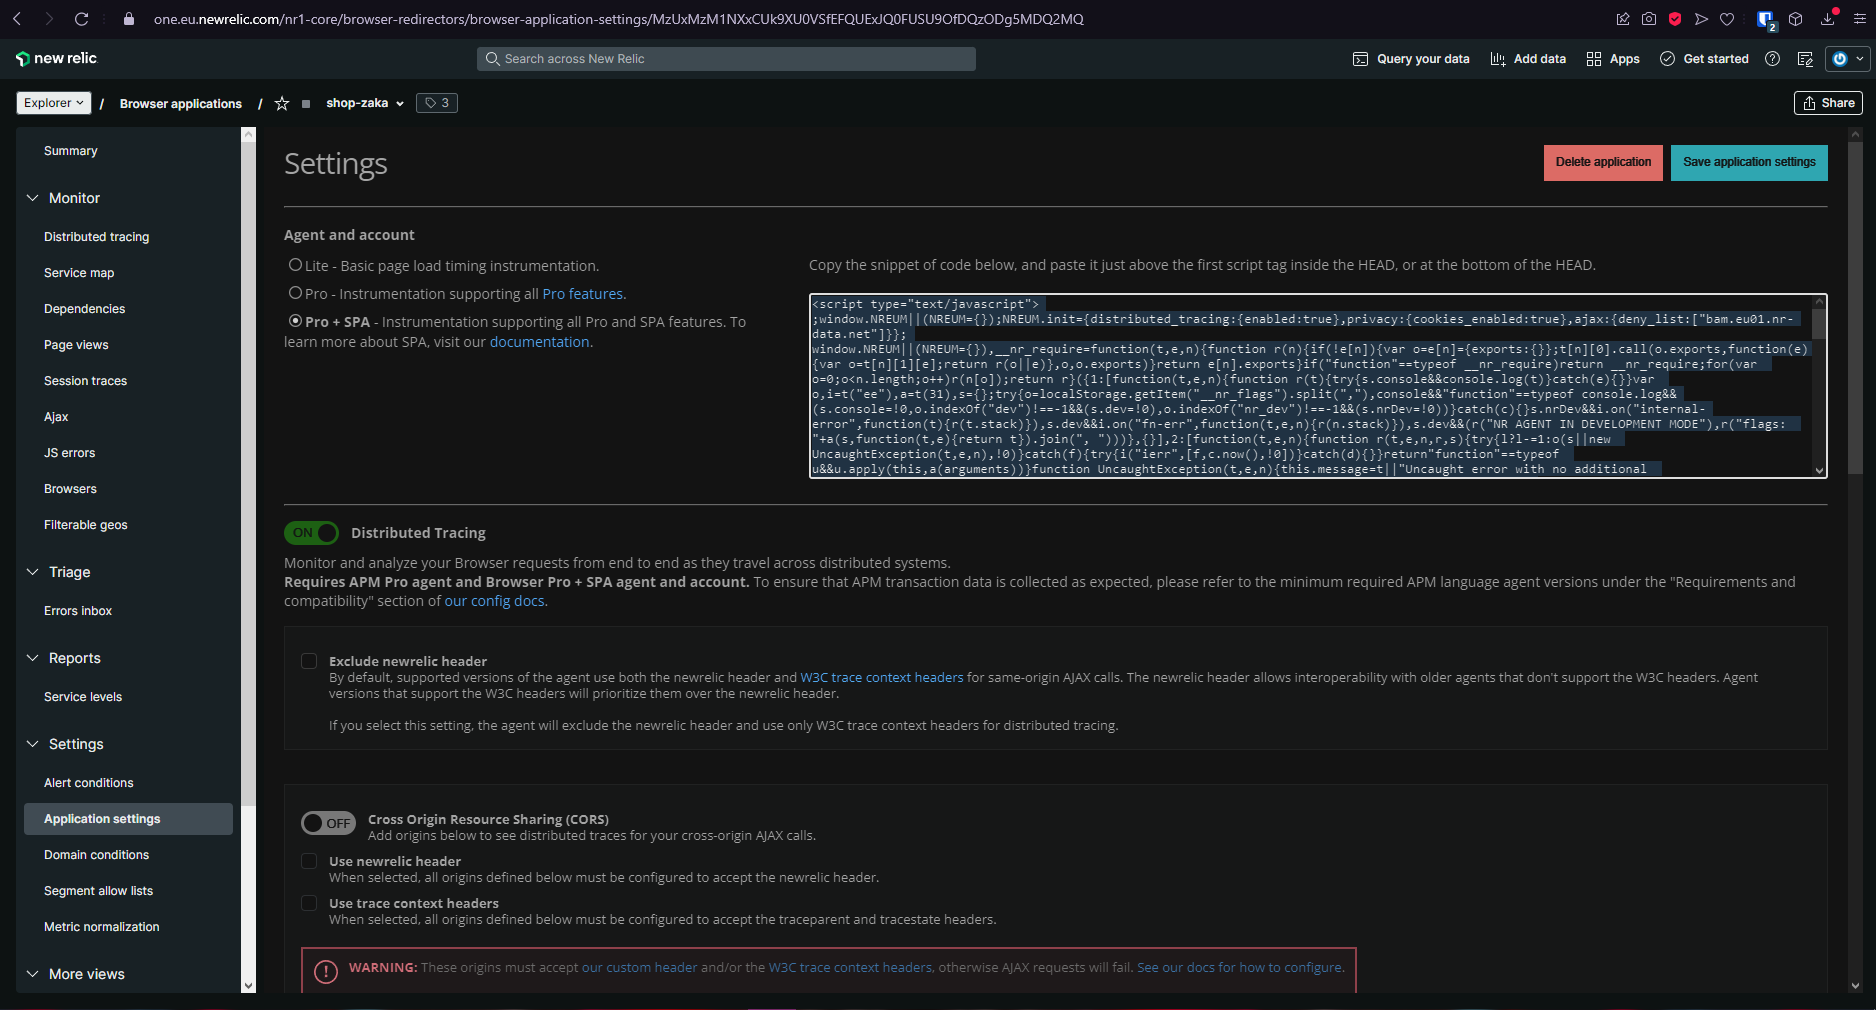 one.eu.newrelic.com/nr1-core/browser-redirectors/browser-application-settings/MzUxMzM1NXxCUk9XU0VSfEFQUExJQ0FUSU9OfDQzODg5MDQ2MQ
2
new relic
Search across New Relic
Query your data
Add data
Apps
Get started
Explorer
/ Browser applications /
shop-zaka
3
Share
Summary
Monitor
Distributed tracing
Service map
Dependencies
Page views
Session traces
Ajax
JS errors
Browsers
Filterable geos
Triage
Errors inbox
Reports
Service levels
Settings
Alert conditions
Application settings
Domain conditions
Segment allow lists
Metric normalization
More views
Settings
Delete application
Save application settings
Agent and account
Lite - Basic page load timing instrumentation.
Pro - Instrumentation supporting all Pro features.
Pro + SPA - Instrumentation supporting all Pro and SPA features. To
learn more about SPA, visit our documentation.
Copy the snippet of code below, and paste it just above the first script tag inside the HEAD, or at the bottom of the HEAD.
<script type="text/javascript">
;window.NREUM||(NREUM={});NREUM.init={distributed_tracing:{enabled:true},privacy:{cookies_enabled:true},ajax:{deny_list:["bam.eu01.nr-
data.net"]}};
window.NREUM||(NREUM={}),__nr_require=function(t,e,n){function r(n){if(!e[n]){var o=e[n]={exports:{}};t[n][0].call(o.exports,function(e)
{var o=t[n][1][e];return r(o||e)},o,o.exports)}return e[n].exports}if("function"==typeof __nr_require)return __nr_require;for(var
o=0;o<n.length;o++)r(n[o]);return r}({1:[function(t,e,n){function r(t){try{s.console&&console.log(t)}catch(e){}}var
o,i=t("ee"),a=t(31),s={};try{o=localStorage.getItem("__nr_flags").split(","),console&&"function"==typeof console.log&&
(s.console=!0,o.indexOf("dev")!==-1&&(s.dev=!0),o.indexOf("nr_dev")!==-1&&(s.nrDev=!0))}catch(c){}s.nrDev&&i.on("internal-
error",function(t){r(t.stack)}),s.dev&&i.on("fn-err",function(t,e,n){r(n.stack)}),s.dev&&(r("NR AGENT IN DEVELOPMENT MODE"),r("flags:
"+a(s,function(t,e){return t}).join(", ")))},{}],2:[function(t,e,n){function r(t,e,n,r,s){try{l?l-=1:o(s||new
UncaughtException(t,e,n),!0)}catch(f){try{i("ierr",[f,c.now(),!0])}catch(d){}}return"function"==typeof
u&&u.apply(this,a(arguments))}function UncaughtException(t,e,n){this.message=t||"Uncaught error with no additional
ON
Distributed Tracing
Monitor and analyze your Browser requests from end to end as they travel across distributed systems.
Requires APM Pro agent and Browser Pro + SPA agent and account. To ensure that APM transaction data is collected as expected, please refer to the minimum required APM language agent versions under the "Requirements and
compatibility" section of our config docs.
Exclude newrelic header
By default, supported versions of the agent use both the newrelic header and W3C trace context headers for same-origin AJAX calls. The newrelic header allows interoperability with older agents that don't support the W3C headers. Agent
versions that support the W3C headers will prioritize them over the newrelic header.
If you select this setting, the agent will exclude the newrelic header and use only W3C trace context headers for distributed tracing.
OFF
Cross Origin Resource Sharing (CORS)
Add origins below to see distributed traces for your cross-origin AJAX calls.
Use newrelic header
When selected, all origins defined below must be configured to accept the newrelic header.
Use trace context headers
When selected, all origins defined below must be configured to accept the traceparent and tracestate headers.
WARNING: These origins must accept our custom header and/or the W3C trace context headers, otherwise AJAX requests will fail. See our docs for how to configure.